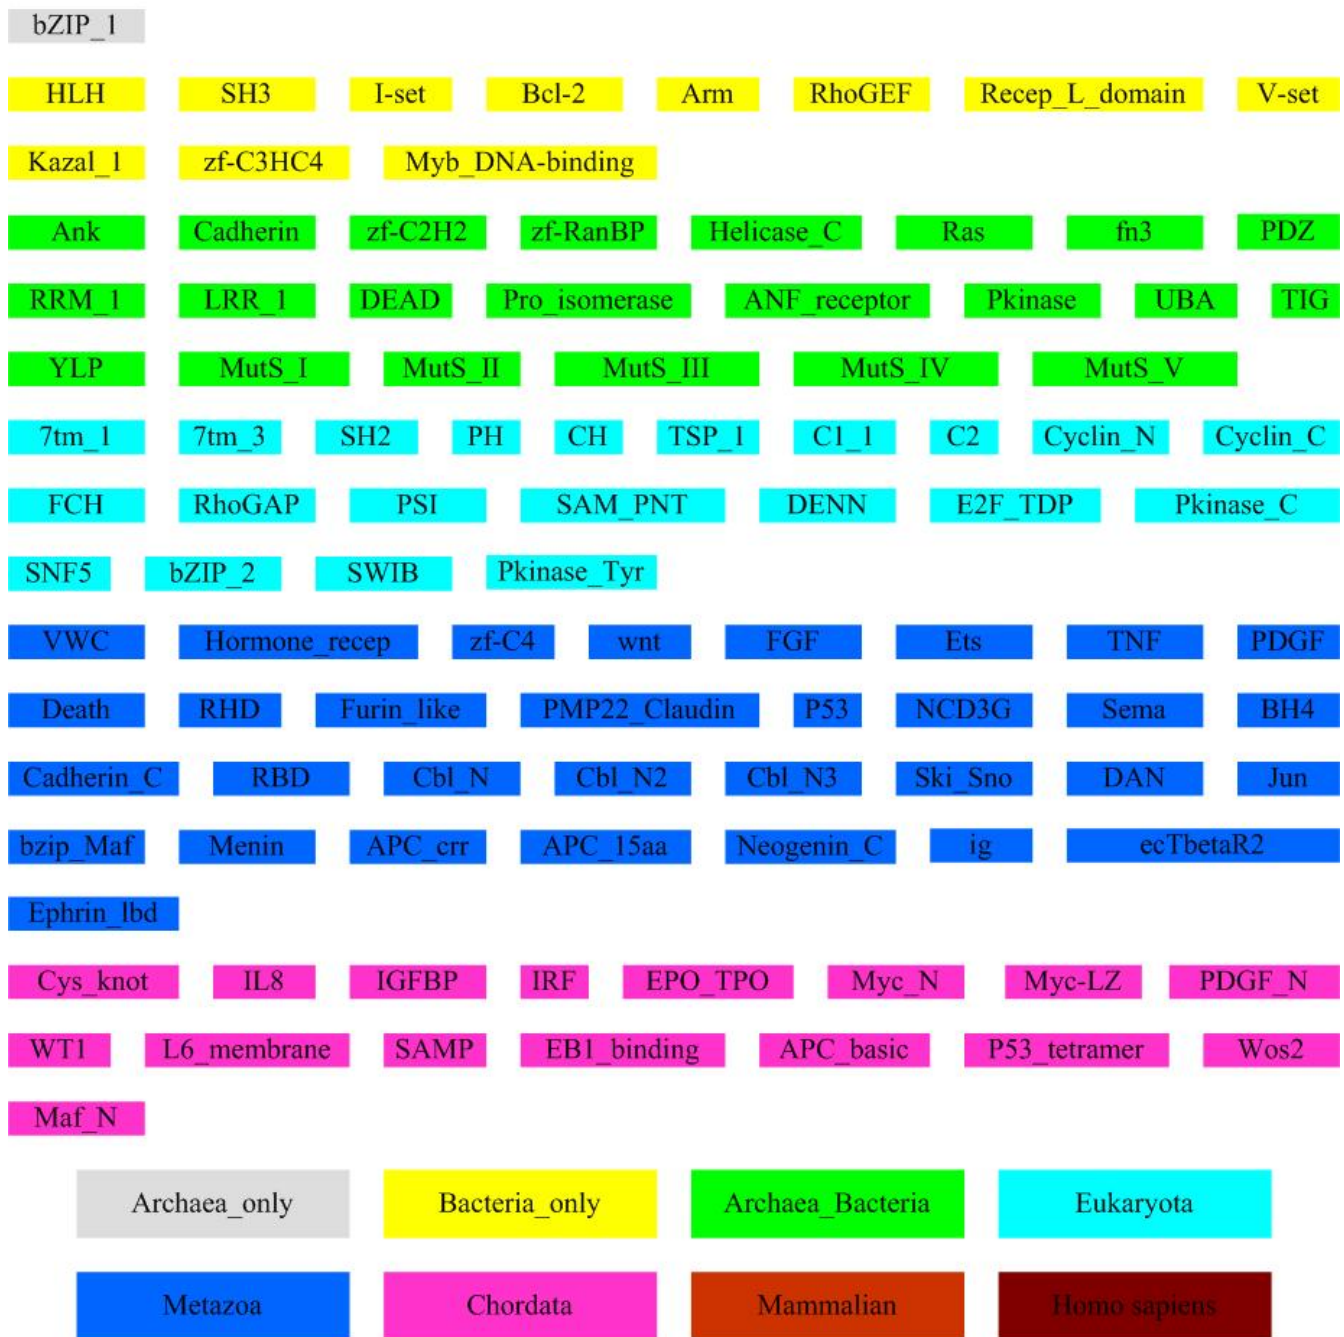 bZIP_1
HLH SH3 I-set Bcl-2 Arm RhoGEF Recep_L_domain V-set
Kazal_1 zf-C3HC4 Myb_DNA-binding
Ank Cadherin zf-C2H2 zf-RanBP Helicase_C Ras fn3 PDZ
RRM_1 LRR_1 DEAD Pro_isomerase ANF_receptor Pkinase UBA TIG
YLP MutS_I MutS_II MutS_III MutS_IV MutS_V
7tm_1 7tm_3 SH2 PH CH TSP_1 C1_1 C2 Cyclin_N Cyclin_C
FCH RhoGAP PSI SAM_PNT DENN E2F_TDP Pkinase_C
SNF5 bZIP_2 SWIB Pkinase_Tyr
VWC Hormone_recep zf-C4 wnt FGF Ets TNF PDGF
Death RHD Furin_like PMP22_Claudin P53 NCD3G Sema BH4
Cadherin_C RBD Cbl_N Cbl_N2 Cbl_N3 Ski_Sno DAN Jun
bzip_Maf Menin APC_crr APC_15aa Neogenin_C ig ecTbetaR2
Ephrin_lbd
Cys_knot IL8 IGFBP IRF EPO_TPO Myc_N Myc-LZ PDGF_N
WT1 L6_membrane SAMP EB1_binding APC_basic P53_tetramer Wos2
Maf_N
Archaea_only Bacteria_only Archaea_Bacteria Eukaryota
Metazoa Chordata Mammalian Homo sapiens